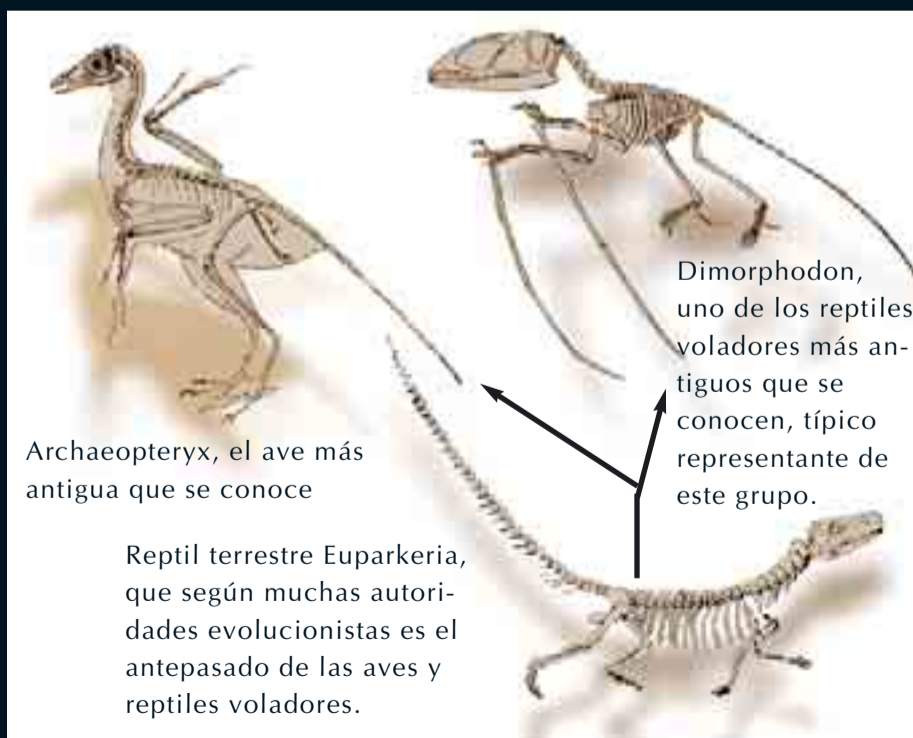 Dimorphodon,
uno de los reptiles
voladores más an-
tiguos que se
conocen, típico
representante de
este grupo.
Archaeopteryx, el ave más
antigua que se conoce
Reptil terrestre Euparkeria,
que según muchas autori-
dades evolucionistas es el
antepasado de las aves y
reptiles voladores.